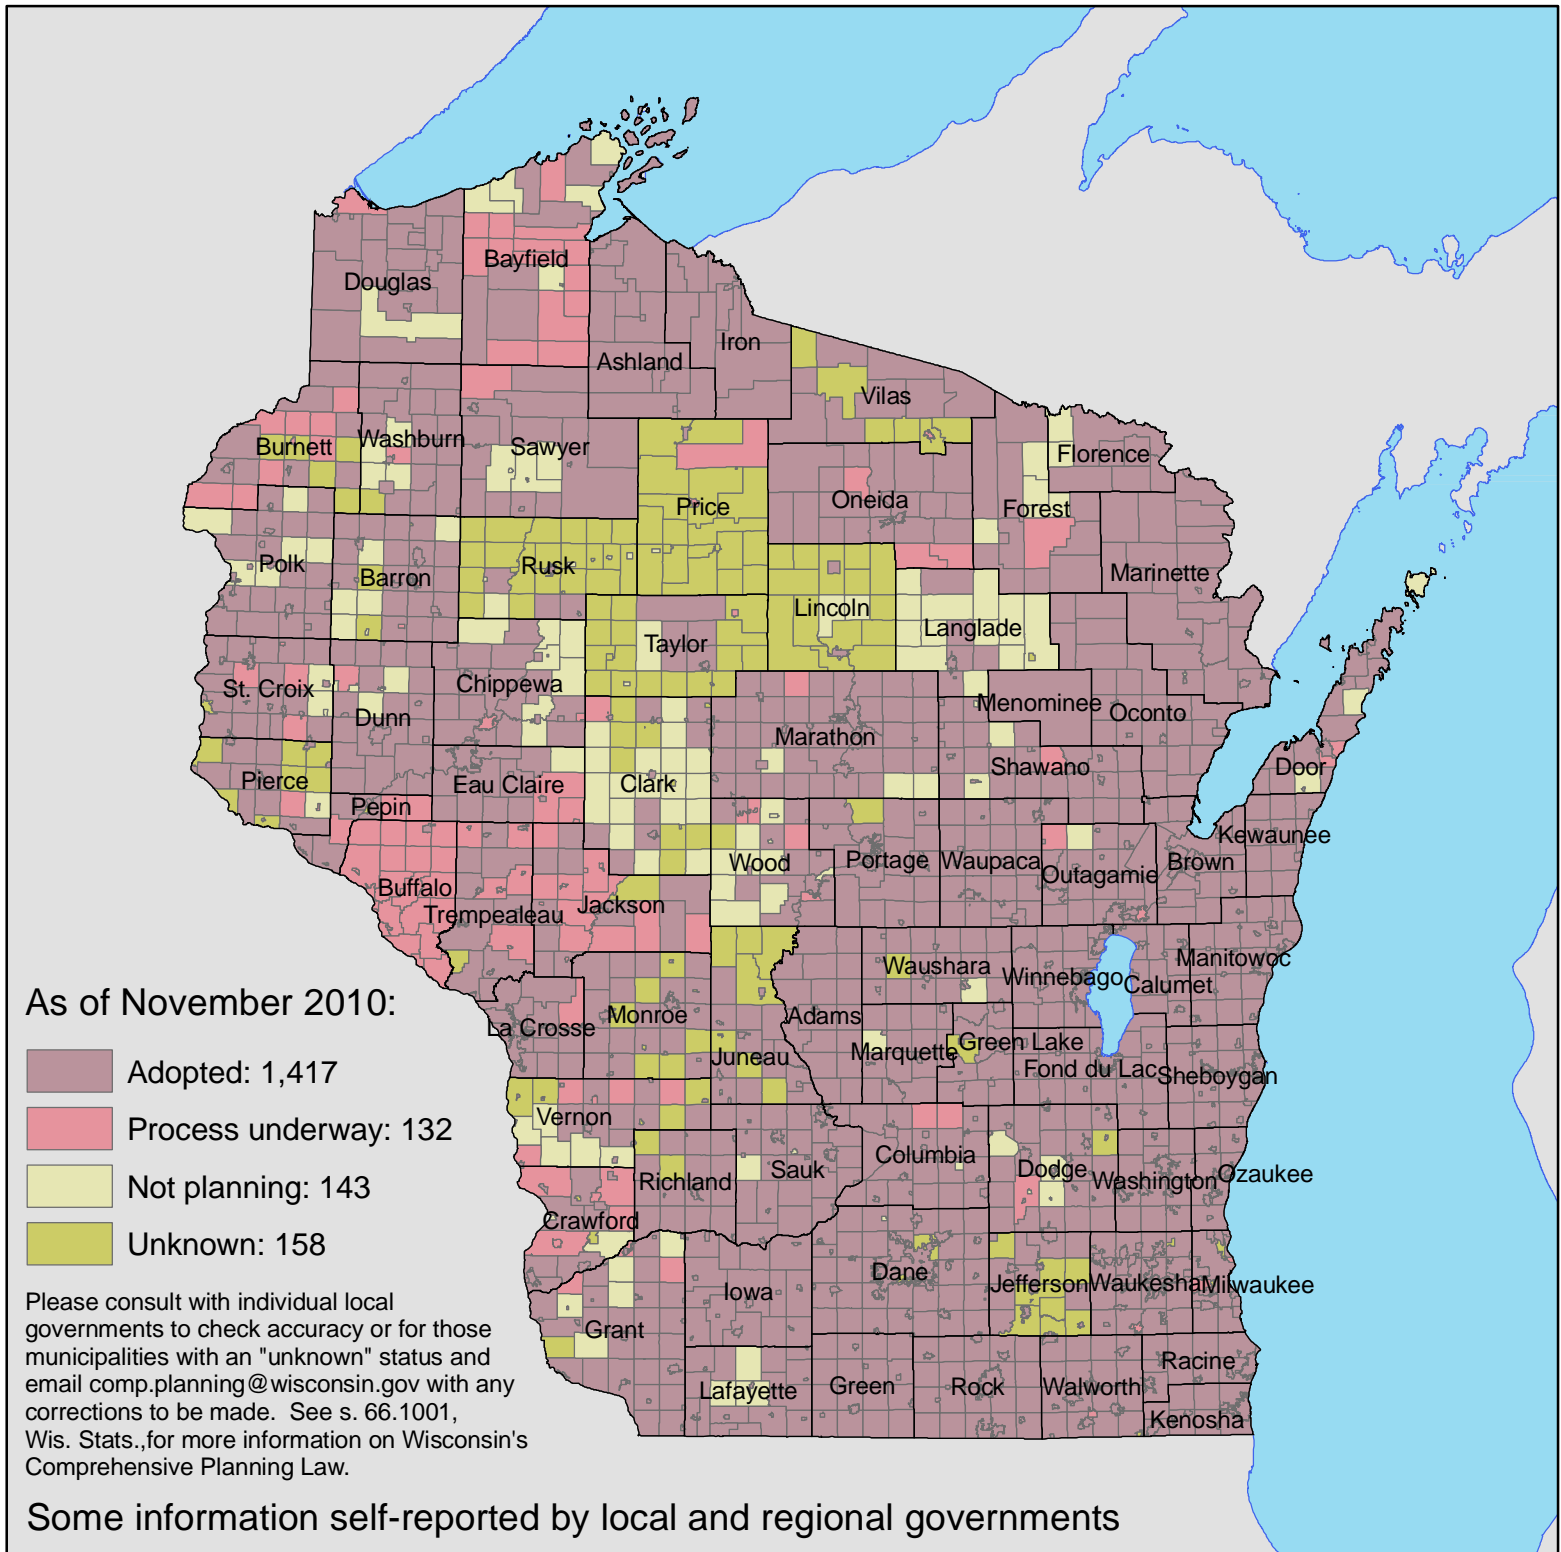 Bayfield
Douglas
Iron
Ashland
Vilas
Washburn
Burnett
Sawyer
Florence
Price
Oneida
Forest
Polk
Rusk
Barron
Marinette
Lincoln
Langlade
Taylor
St. Croix
Chippewa
Menominee
Oconto
Dunn
Marathon
Shawano
Door
Pierce
Eau Claire
Clark
Pepin
Kewaunee
Wood
Portage
Waupaca
Brown
Outagamie
Buffalo
Jackson
Trempealeau
Manitowoc
Waushara
Winnebago
Calumet
As of November 2010:
Monroe
Adams
La Crosse
Juneau
Marquette
Green Lake
Fond du Lac
Sheboygan
Adopted: 1,417
Process underway: 132
Vernon
Columbia
Not planning: 143
Richland
Sauk
Dodge
Washington
Ozaukee
Crawford
Unknown: 158
Dane
Jefferson
Waukesha
Milwaukee
Iowa
Grant
Racine
Lafayette
Green
Rock
Walworth
Kenosha
Please consult with individual local
governments to check accuracy or for those
municipalities with an "unknown" status and
email comp.planning@wisconsin.gov with any
corrections to be made.  See s. 66.1001,
Wis. Stats.,for more information on Wisconsin's
Comprehensive Planning Law.
Some information self-reported by local and regional governments